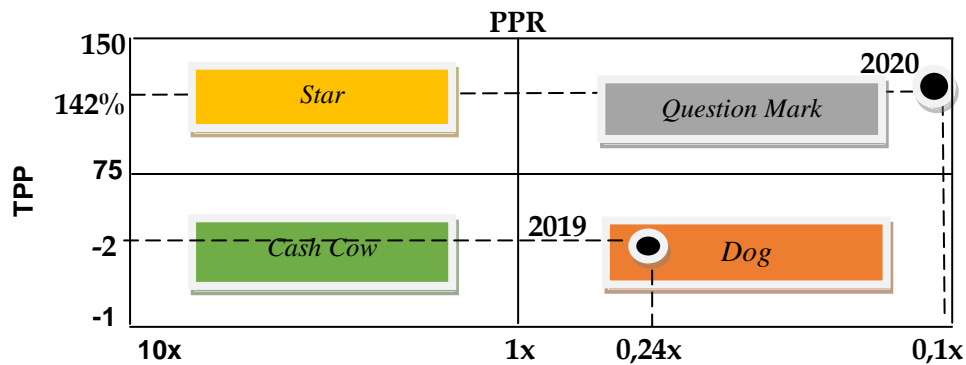 PPR
150
2020
Star
Question Mark
142%
75
TPP
2019
-2
Cash Cow
Dog
-1
10x
1x
0,24x
0,1x